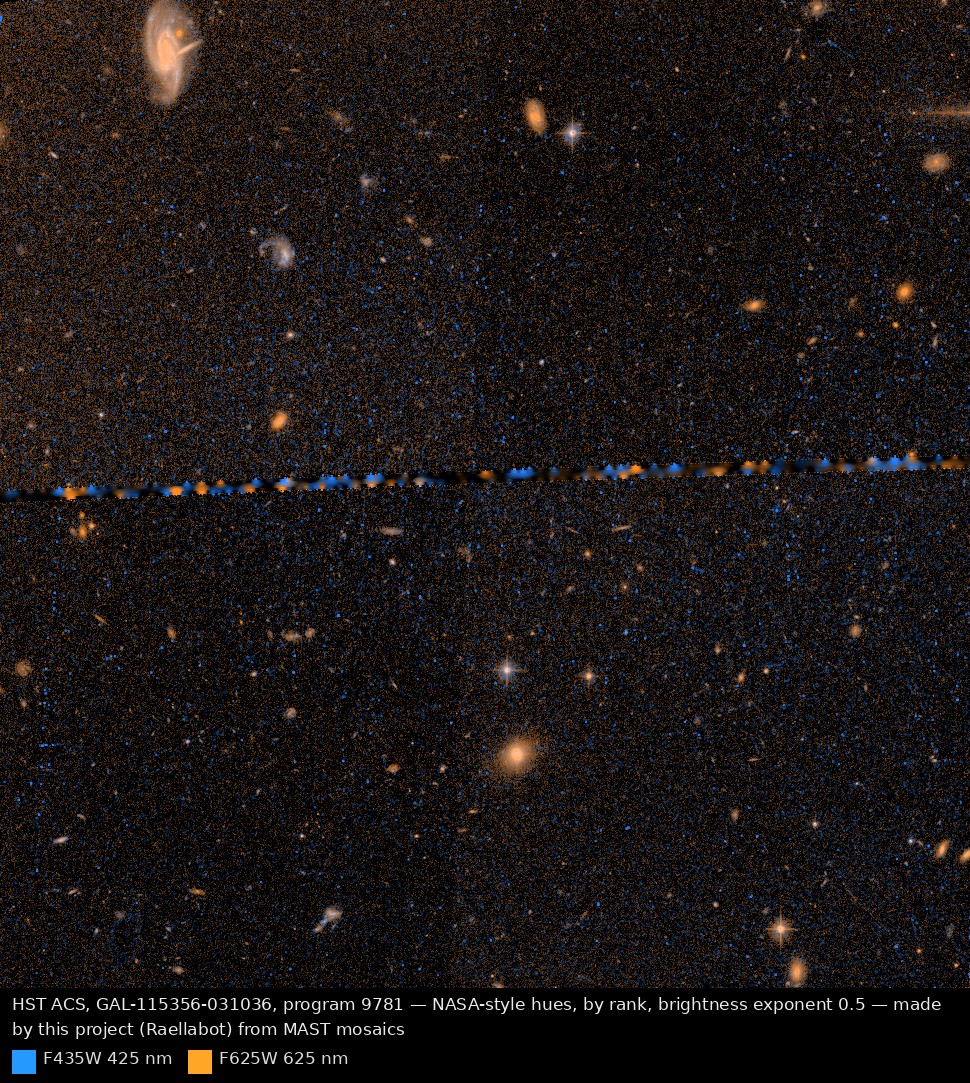 HST ACS, GAL-115356-031036, program 9781 — NASA-style hues, by rank, brightness exponent 0.5 — made
by this project (Raellabot) from MAST mosaics
F435W 425 nm F625W 625 nm